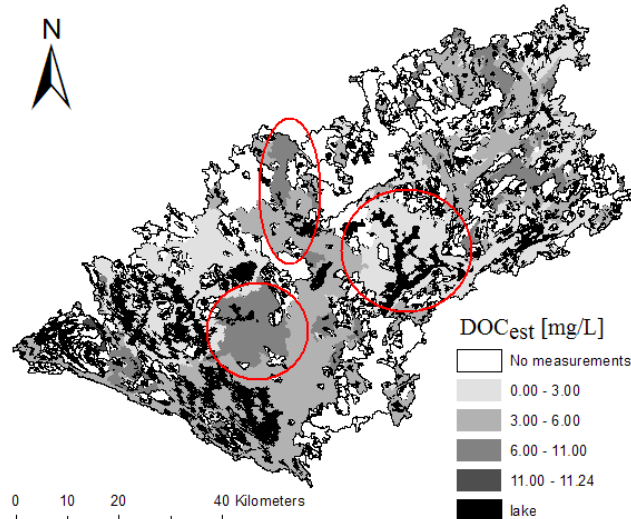 N
DOCest [mg/L]
No measurements
0.00 - 3.00
3.00 - 6.00
6.00 - 11.00
11.00 - 11.24
lake
0 10 20 40 Kilometers